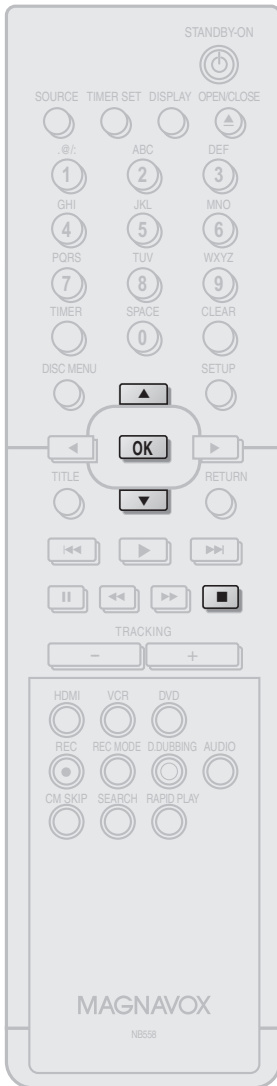 STANDBY-ON
SOURCE TIMER SET DISPLAY OPEN/CLOSE
.@/: ABC DEF
1 2 3
GHI JKL MNO
4 5 6
PQRS TUV WXYZ
7 8 9
TIMER SPACE CLEAR
0
DISC MENU SETUP
OK
TITLE RETURN
TRACKING
– +
HDMI VCR DVD
REC REC MODE D.DUBBING AUDIO
CM SKIP SEARCH RAPID PLAY
MAGNAVOX
NB558